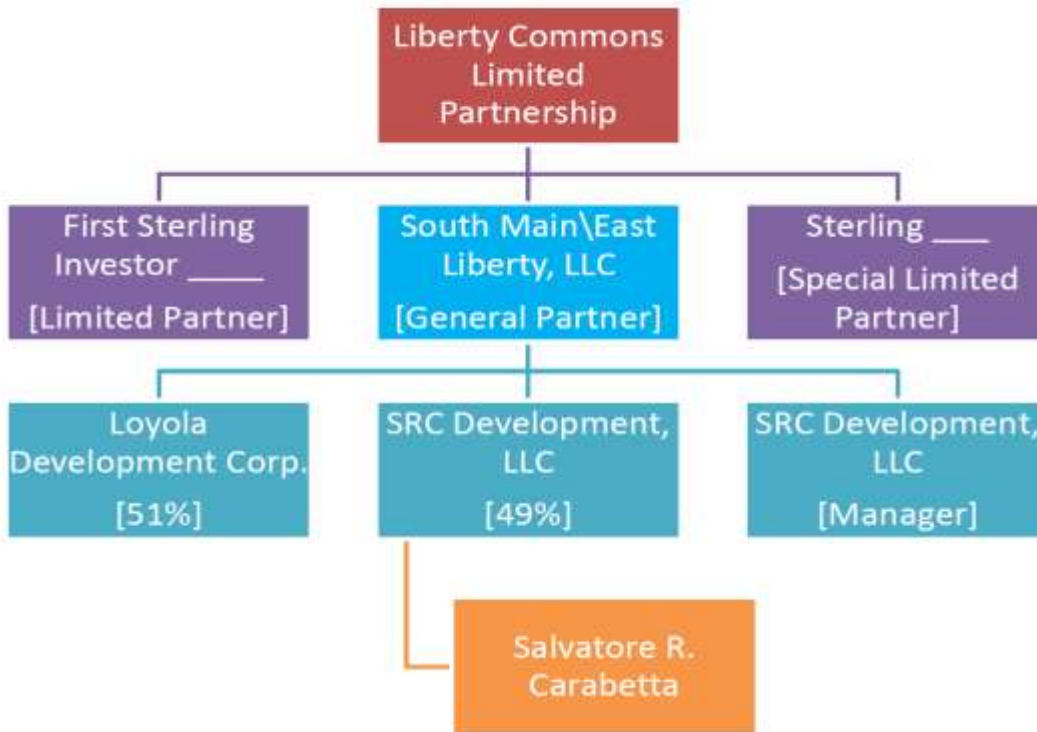 Liberty Commons
Limited
Partnership
First Sterling
Investor ____
[Limited Partner]
South Main\East
Liberty, LLC
[General Partner]
Sterling ___
[Special Limited
Partner]
Loyola
Development Corp.
[51%]
SRC Development,
LLC
[49%]
SRC Development,
LLC
[Manager]
Salvatore R.
Carabetta